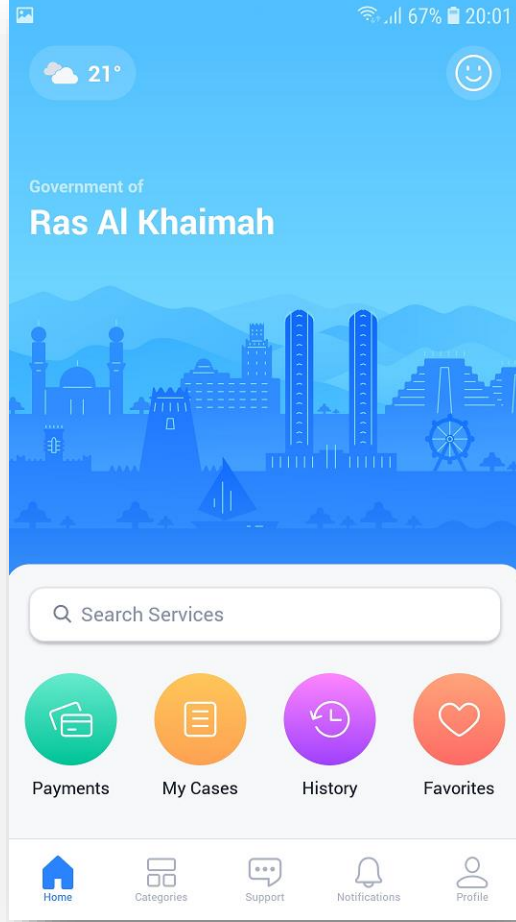 67% 20:01
21°
Government of
Ras Al Khaimah
Search Services
Payments My Cases History Favorites
Home Categories Support Notifications Profile